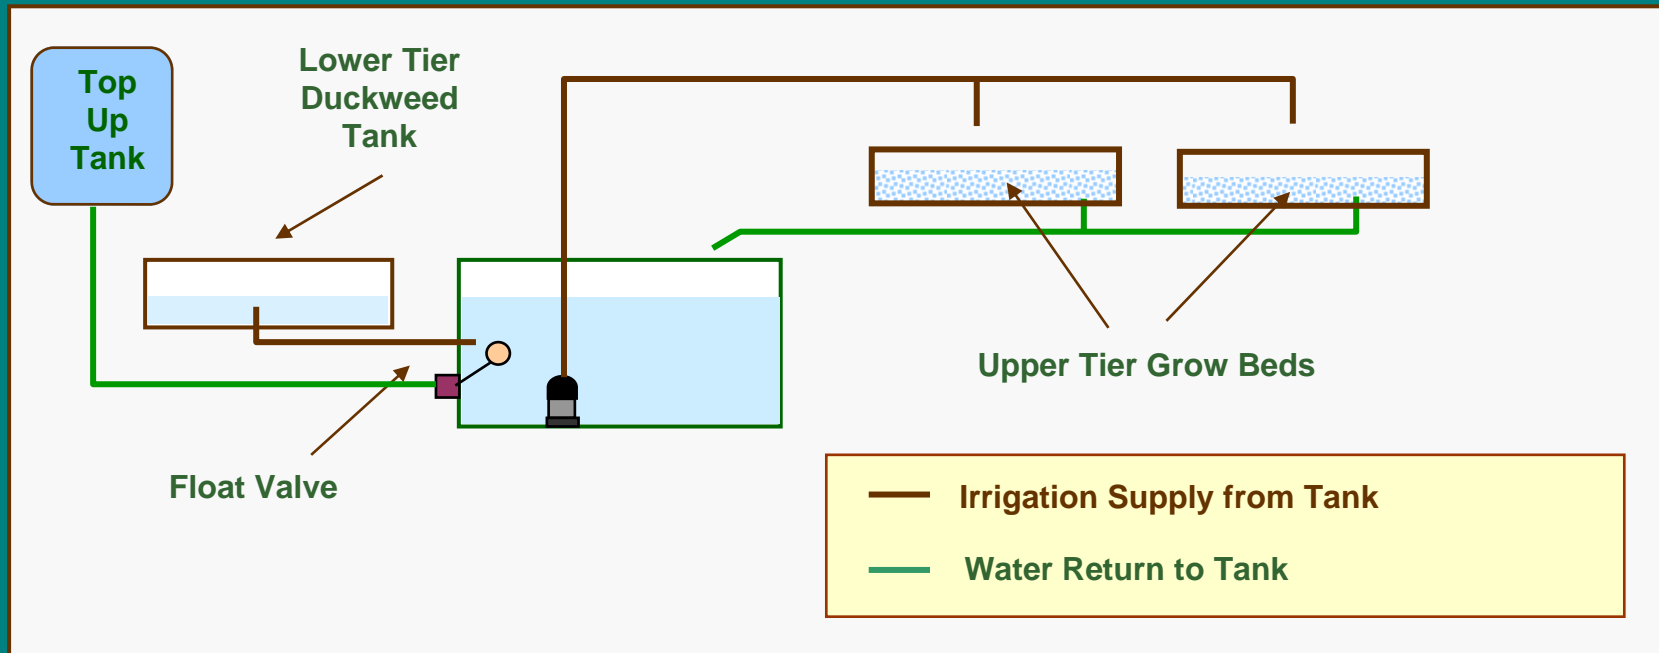 Top
Up
Tank
Lower Tier
Duckweed
Tank
Upper Tier Grow Beds
Float Valve
Irrigation Supply from Tank
Water Return to Tank